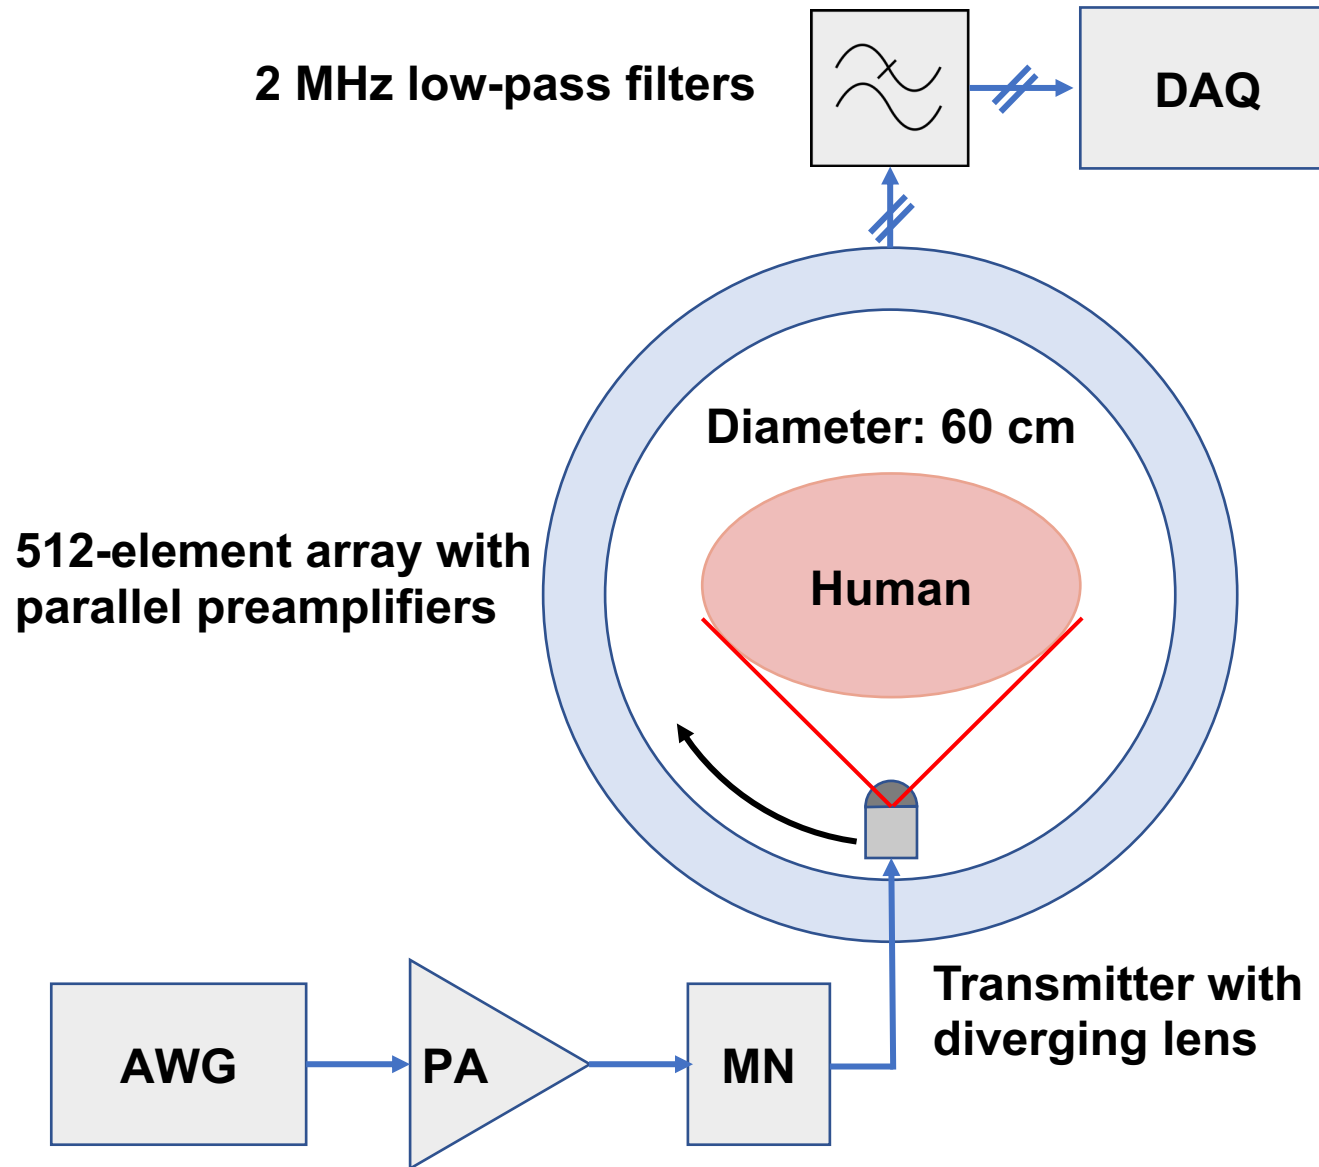 2 MHz low-pass filters
DAQ
Diameter: 60 cm
512-element array with
parallel preamplifiers
Human
Transmitter with
diverging lens
AWG
PA
MN